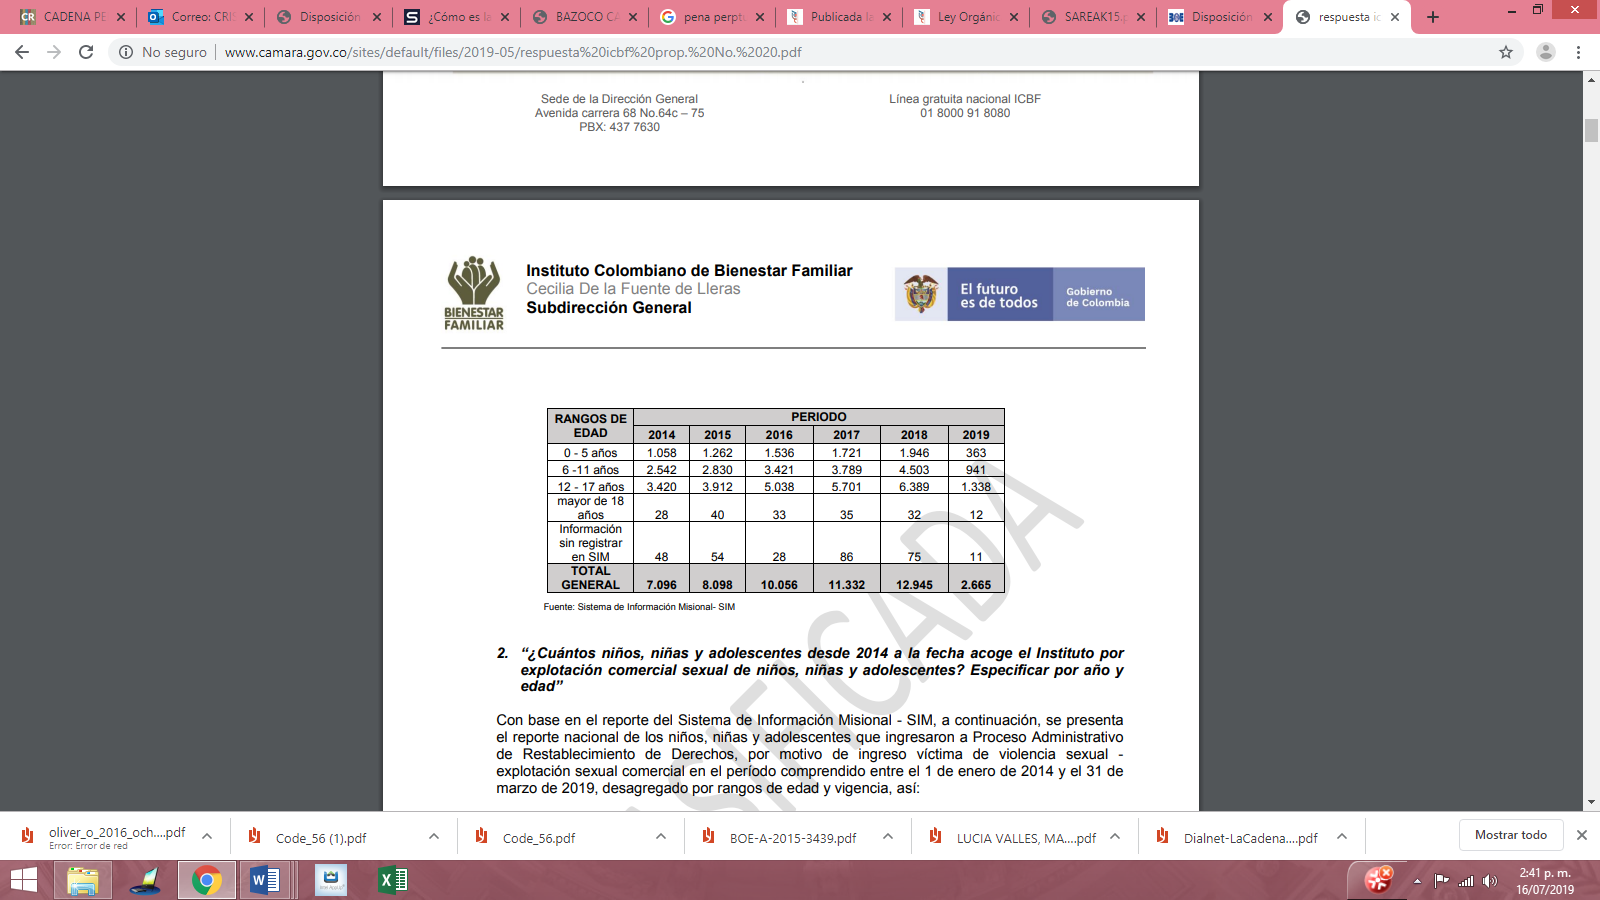 CADENA PE
Correo: CRIS
Disposición
¿Cómo es la
BAZOCO CA
pena perptu
Publicada la
Ley Orgánic
SAREAK15.p
Disposición
respuesta ic
No seguro
www.camara.gov.co/sites/default/files/2019-05/respuesta%20icbf%20prop.%20No.%2020.pdf
Sede de la Dirección General
Avenida carrera 68 No.64c – 75
PBX: 437 7630
Línea gratuita nacional ICBF
01 8000 91 8080
BIENESTAR
FAMILIAR
Instituto Colombiano de Bienestar Familiar
Cecilia De la Fuente de Lleras
Subdirección General
El futuro
es de todos
Gobierno
de Colombia
RANGOS DE EDAD PERIODO
2014 2015 2016 2017 2018 2019
0 - 5 años 1.058 1.262 1.536 1.721 1.946 363
6 -11 años 2.542 2.830 3.421 3.789 4.503 941
12 - 17 años 3.420 3.912 5.038 5.701 6.389 1.338
mayor de 18
años 28 40 33 35 32 12
Información
sin registrar
en SIM 48 54 28 86 75 11
TOTAL
GENERAL 7.096 8.098 10.056 11.332 12.945 2.665
Fuente: Sistema de Información Misional- SIM
2. “¿Cuántos niños, niñas y adolescentes desde 2014 a la fecha acoge el Instituto por
explotación comercial sexual de niños, niñas y adolescentes? Especificar por año y
edad”
Con base en el reporte del Sistema de Información Misional - SIM, a continuación, se presenta
el reporte nacional de los niños, niñas y adolescentes que ingresaron a Proceso Administrativo
de Restablecimiento de Derechos, por motivo de ingreso víctima de violencia sexual -
explotación sexual comercial en el período comprendido entre el 1 de enero de 2014 y el 31 de
marzo de 2019, desagregado por rangos de edad y vigencia, así:
SIFICADA
oliver_o_2016_och....pdf
Error: Error de red
Code_56 (1).pdf
Code_56.pdf
BOE-A-2015-3439.pdf
LUCIA VALLES, MA....pdf
Dialnet-LaCadena....pdf
Mostrar todo
2:41 p. m.
16/07/2019